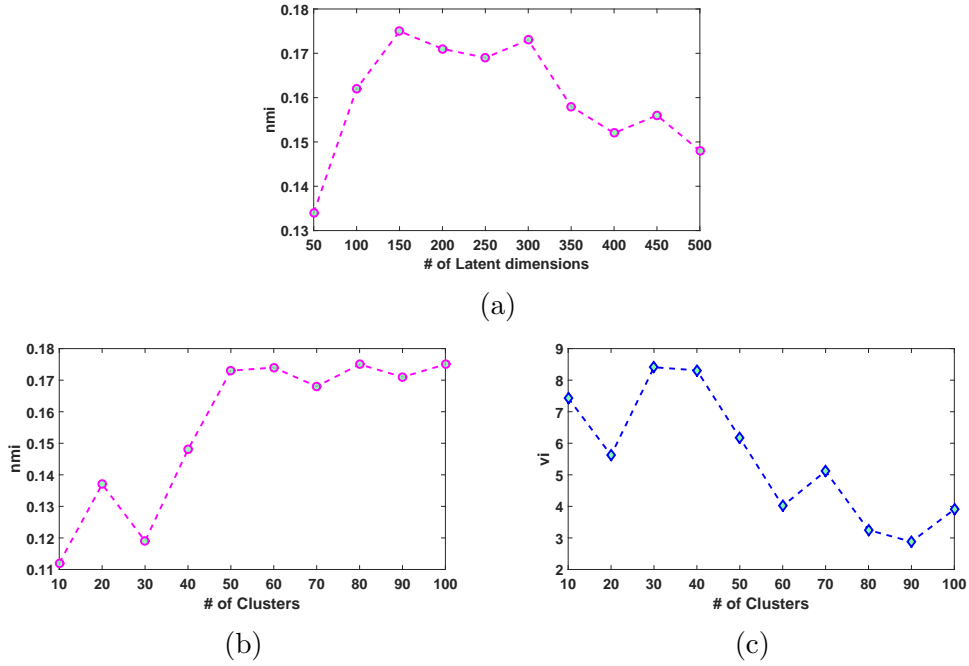 0.18
0.17
0.16
0.15
0.14
0.13
nmi
50 100 150 200 250 300 350 400 450 500
# of Latent dimensions
(a)
0.18
0.17
0.16
0.15
0.14
0.13
0.12
0.11
nmi
10 20 30 40 50 60 70 80 90 100
# of Clusters
(b)
9
8
7
6
5
4
3
2
vi
10 20 30 40 50 60 70 80 90 100
# of Clusters
(c)